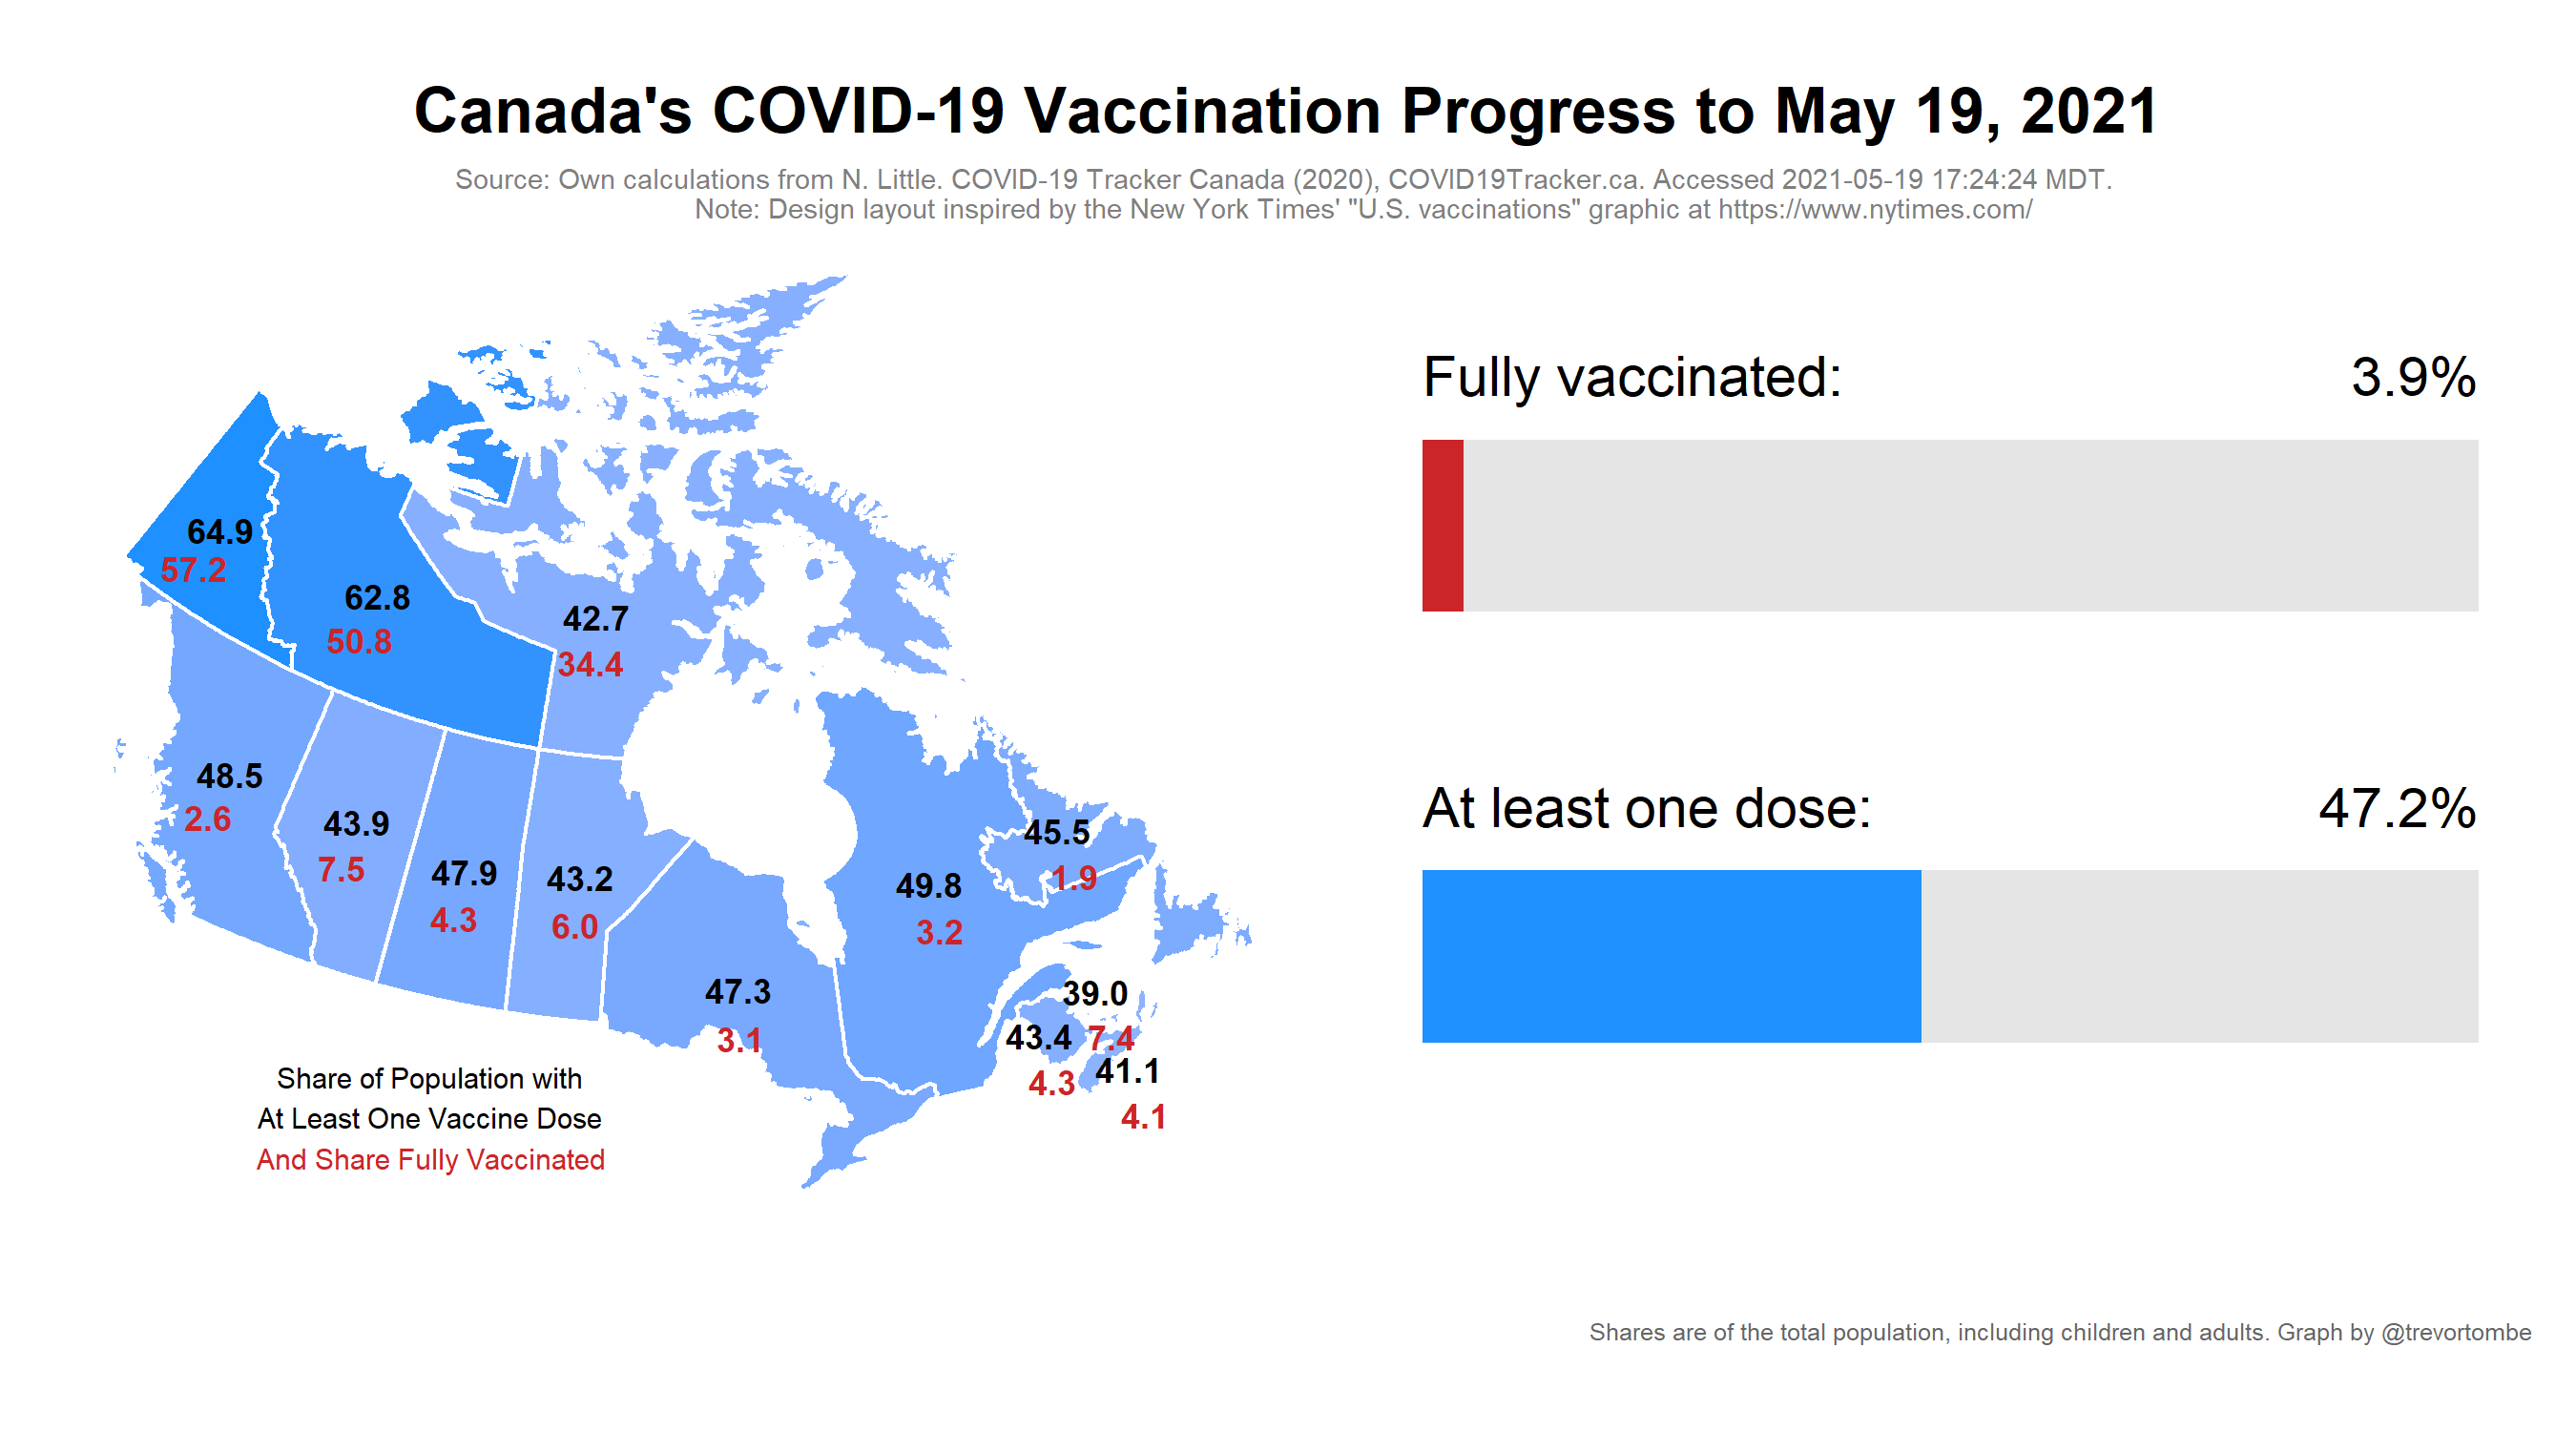 Canada's COVID-19 Vaccination Progress to May 19, 2021
Source: Own calculations from N. Little. COVID-19 Tracker Canada (2020), COVID19Tracker.ca. Accessed 2021-05-19 17:24:24 MDT.
Note: Design layout inspired by the New York Times' "U.S. vaccinations" graphic at https://www.nytimes.com/
64.9
57.2
62.8
50.8
42.7
34.4
48.5
2.6
43.9
7.5
47.9
4.3
43.2
6.0
47.3
3.1
49.8
3.2
45.5
1.9
39.0
7.4
43.4
4.3
41.1
4.1
Share of Population with
At Least One Vaccine Dose
And Share Fully Vaccinated
Fully vaccinated: 3.9%
At least one dose: 47.2%
Shares are of the total population, including children and adults. Graph by @trevortombe